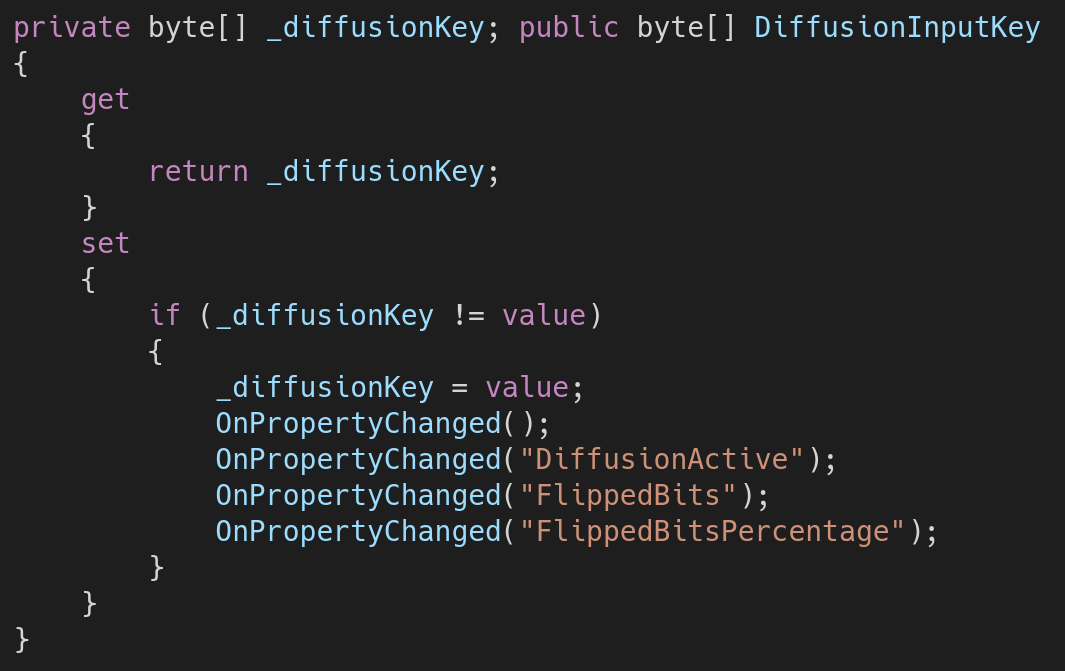 private byte[] _diffusionKey; public byte[] DiffusionInputKey
{
    get
    {
        return _diffusionKey;
    }
    set
    {
        if (_diffusionKey != value)
        {
            _diffusionKey = value;
            OnPropertyChanged();
            OnPropertyChanged("DiffusionActive");
            OnPropertyChanged("FlippedBits");
            OnPropertyChanged("FlippedBitsPercentage");
        }
    }
}